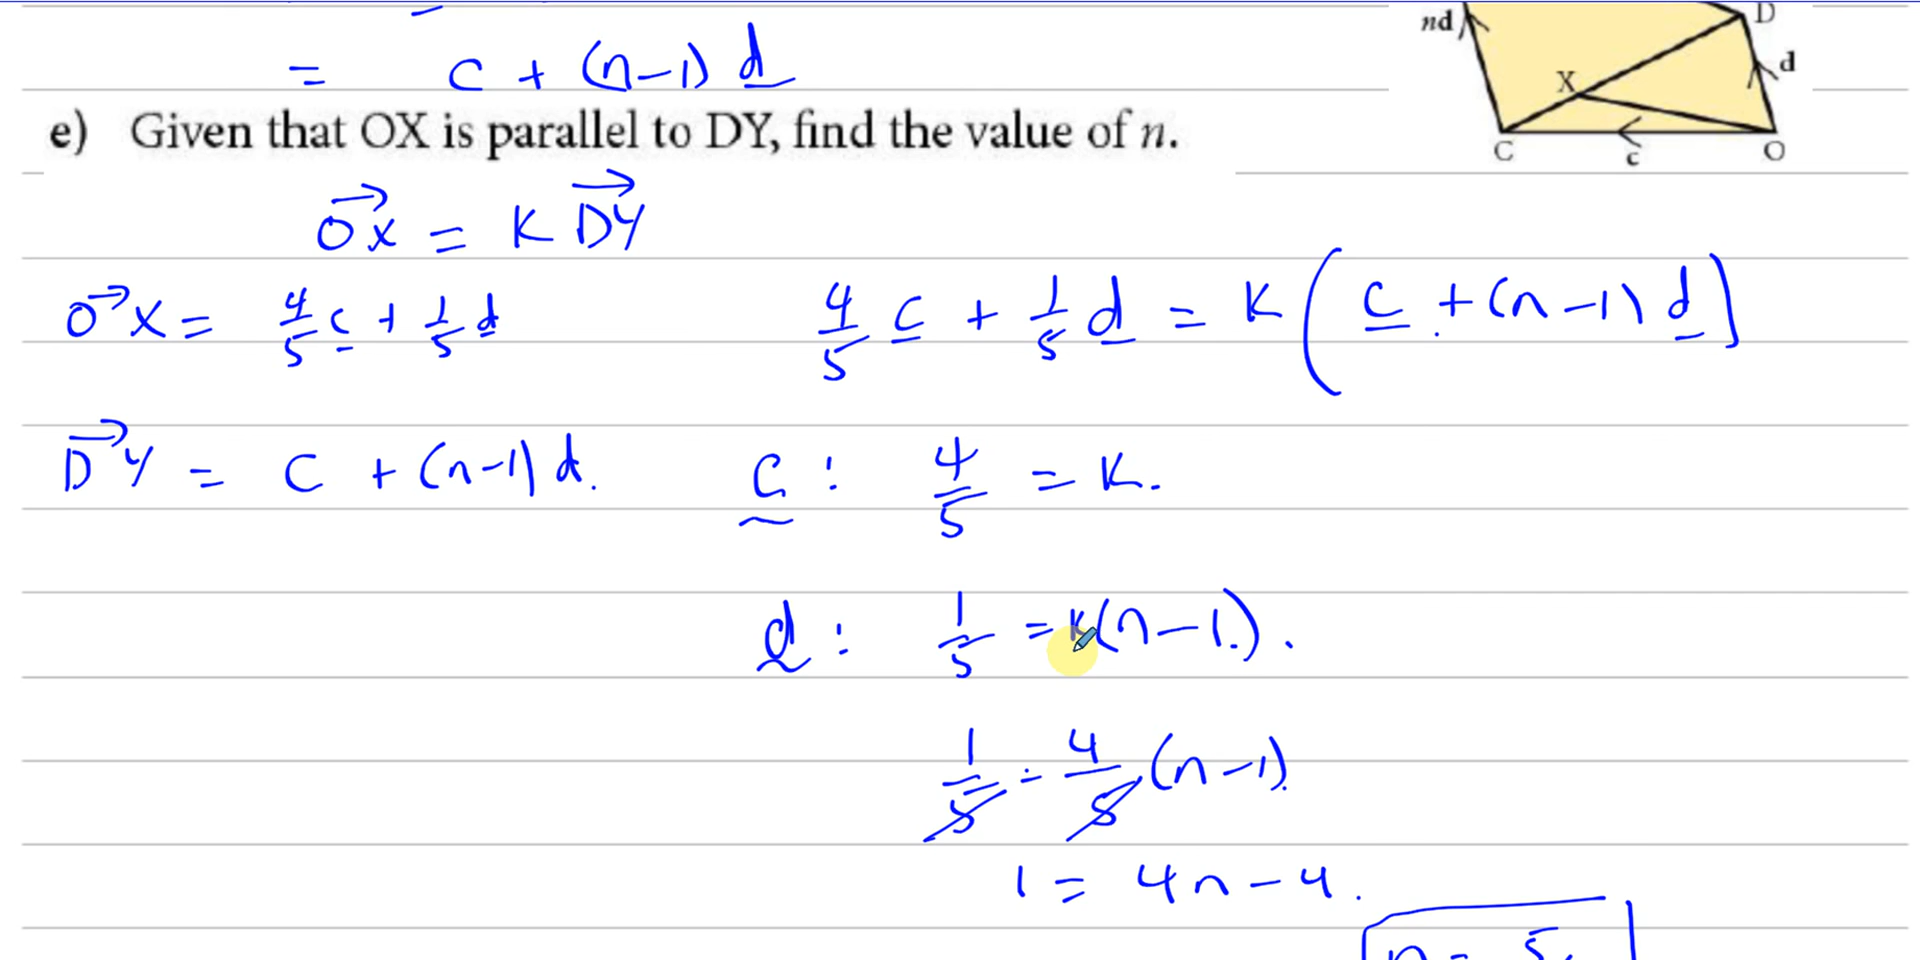 = c + (n-1) d
nd
D
d
X
C
c
O
e) Given that OX is parallel to DY, find the value of n.
OX = K DY
OX = 4/5 c + 1/5 d
4/5 c + 1/5 d = K ( c + (n-1) d )
DY = C + (n-1) d.
c : 4/5 = K.
d : 1/5 = K(n-1.).
1/5 = 4/5 (n-1)
1 = 4n - 4.